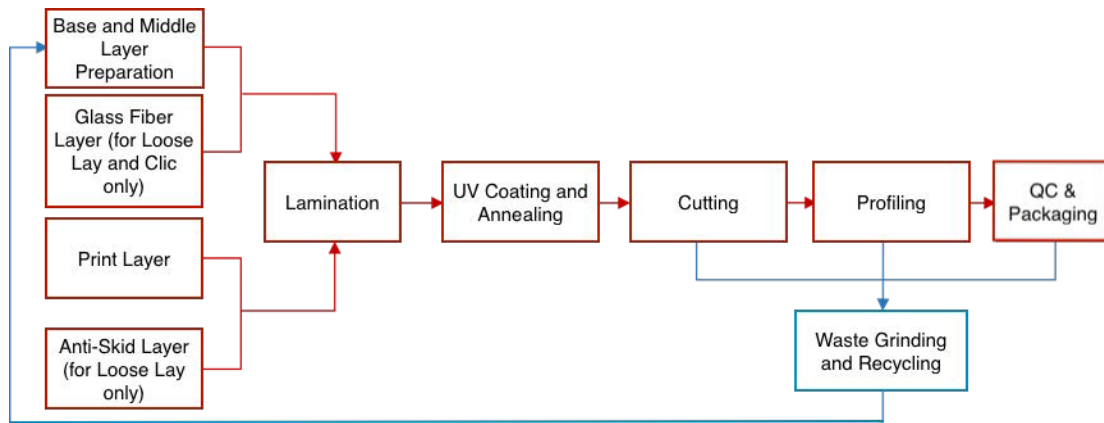 Base and Middle
Layer
Preparation
Glass Fiber
Layer (for Loose
Lay and Clic
only)
Print Layer
Anti-Skid Layer
(for Loose Lay
only)
Lamination
UV Coating and
Annealing
Cutting
Profiling
QC &
Packaging
Waste Grinding
and Recycling